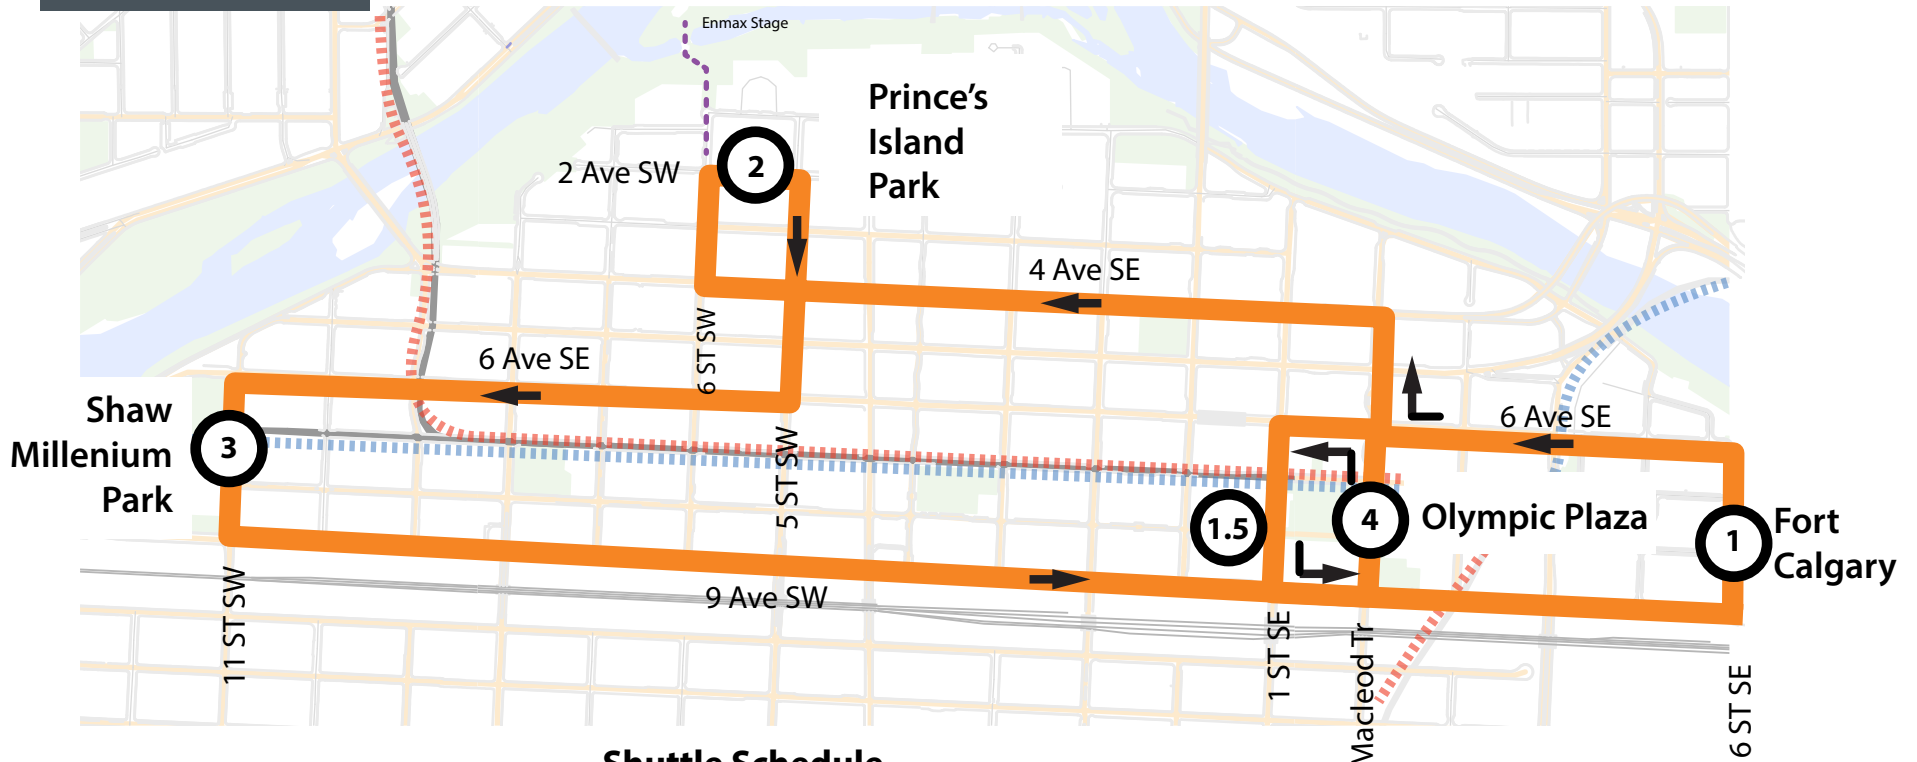 Enmax Stage
Prince's
Island
Park
2
2 Ave SW
4 Ave SE
6 ST SW
6 Ave SE
6 Ave SE
Shaw
Millenium
Park
3
5 ST SW
1.5
4
Olympic Plaza
1
Fort
Calgary
9 Ave SW
11 ST SW
1 ST SE
Macleod Tr
6 ST SE
Shuttle Schedule